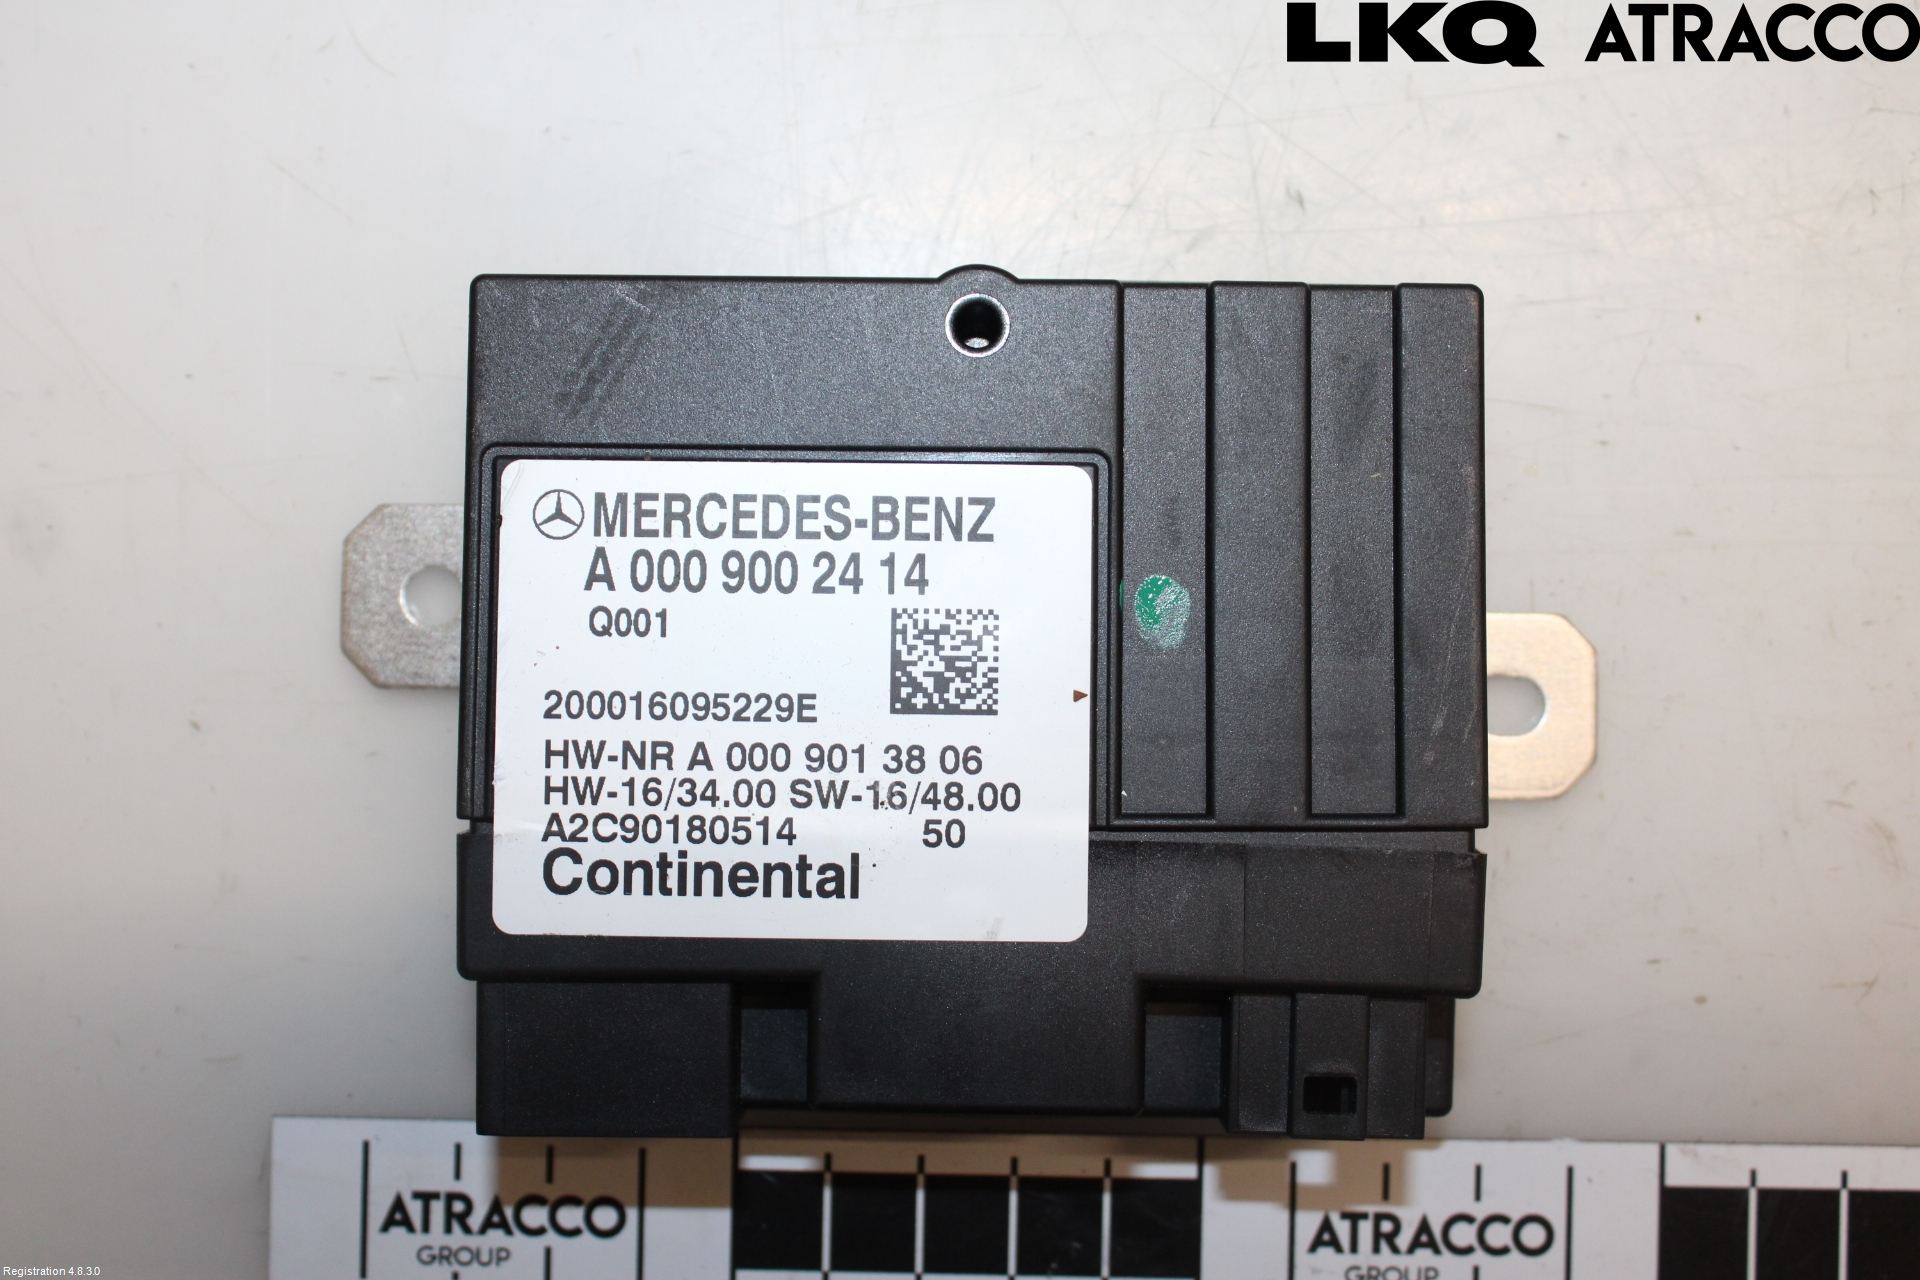 LKQ ATRACCO
MERCEDES-BENZ
A 000 900 24 14
Q001
200016095229E
HW-NR A 000 901 38 06
HW-16/34.00 SW-16/48.00
A2C90180514 50
Continental
ATRACCO
GROUP
ATRACCO
GROUP
Registration 4.8.3.0